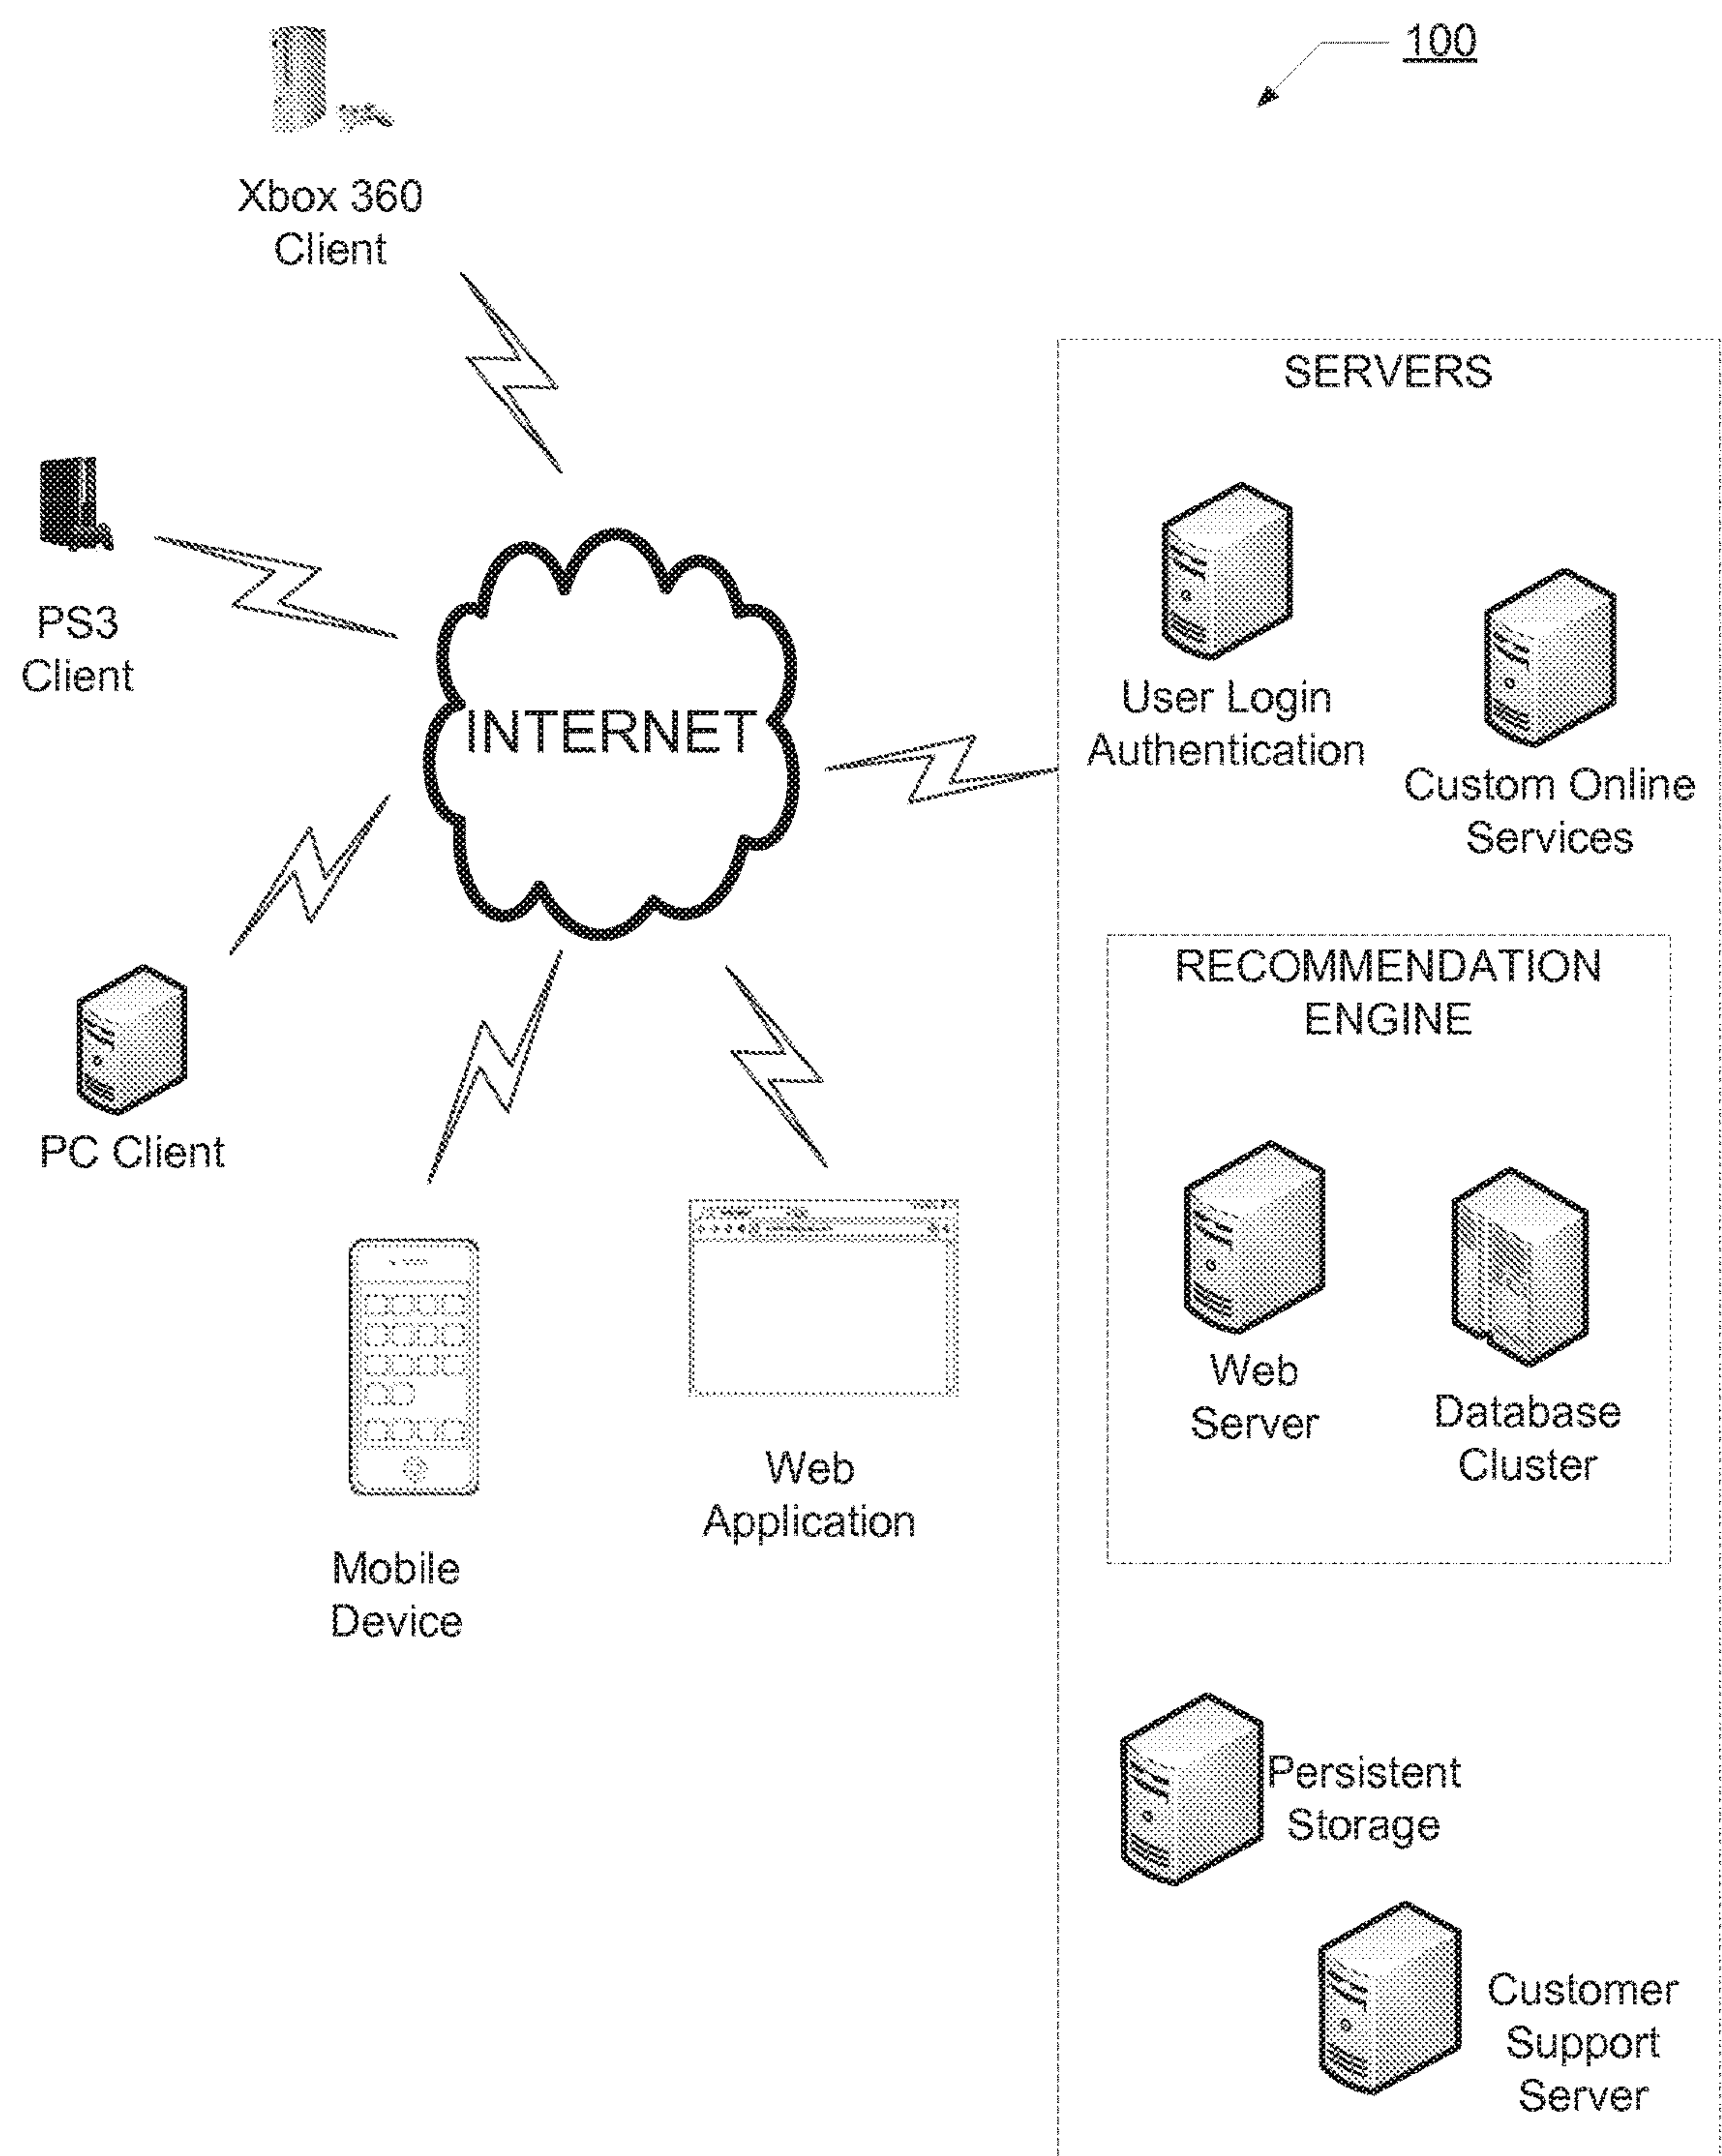 100
Xbox 360
Client
SERVERS
PS3
Client
INTERNET
User Login
Authentication
Custom Online
Services
RECOMMENDATION
ENGINE
PC Client
Web
Server
Database
Cluster
Web
Application
Mobile
Device
Persistent
Storage
Customer
Support
Server